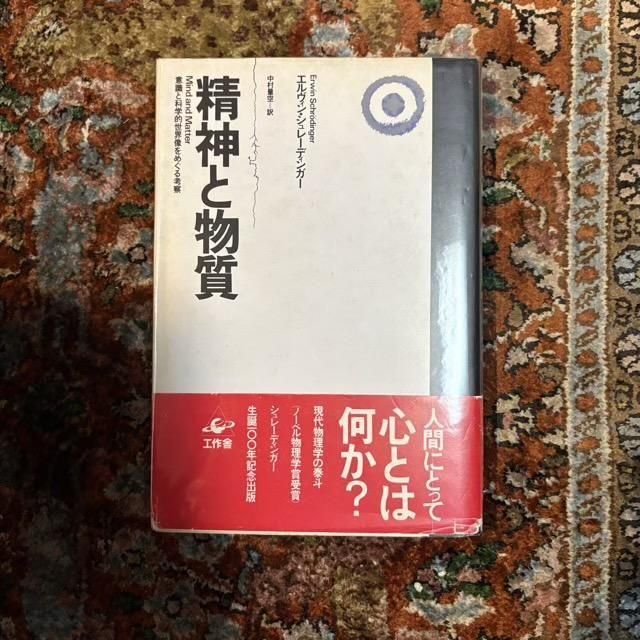 Erwin Schrödinger
エルヴィン・シュレーディンガー
中村量空―訳
精神と物質
Mind and Matter
意識と科学的世界像をめぐる考察
人間にとって
心とは
何か?
現代物理学の泰斗
ノーベル物理学賞受賞
シュレーディンガー
生誕一〇〇年記念出版
工作舎